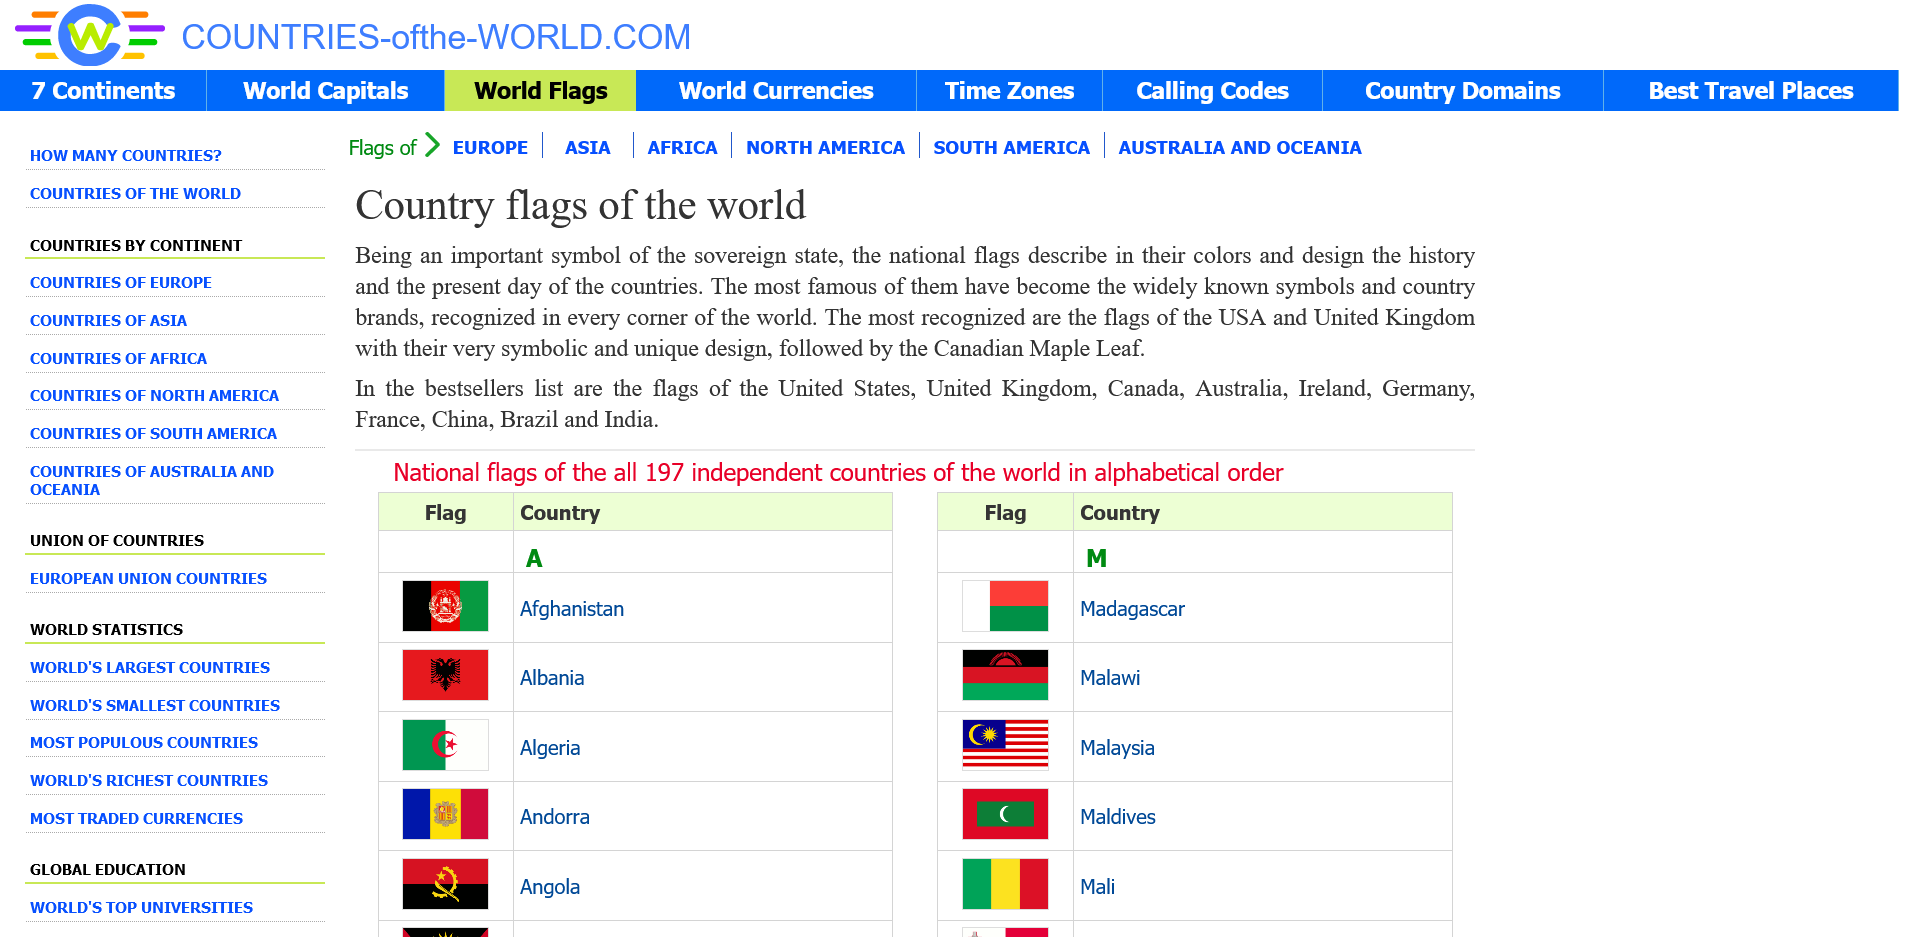 COUNTRIES-ofthe-WORLD.COM
7 Continents
World Capitals
World Flags
World Currencies
Time Zones
Calling Codes
Country Domains
Best Travel Places
HOW MANY COUNTRIES?
COUNTRIES OF THE WORLD
COUNTRIES BY CONTINENT
COUNTRIES OF EUROPE
COUNTRIES OF ASIA
COUNTRIES OF AFRICA
COUNTRIES OF NORTH AMERICA
COUNTRIES OF SOUTH AMERICA
COUNTRIES OF AUSTRALIA AND
OCEANIA
UNION OF COUNTRIES
EUROPEAN UNION COUNTRIES
WORLD STATISTICS
WORLD'S LARGEST COUNTRIES
WORLD'S SMALLEST COUNTRIES
MOST POPULOUS COUNTRIES
WORLD'S RICHEST COUNTRIES
MOST TRADED CURRENCIES
GLOBAL EDUCATION
WORLD'S TOP UNIVERSITIES
Flags of
EUROPE
ASIA
AFRICA
NORTH AMERICA
SOUTH AMERICA
AUSTRALIA AND OCEANIA
Country flags of the world
Being an important symbol of the sovereign state, the national flags describe in their colors and design the history
and the present day of the countries. The most famous of them have become the widely known symbols and country
brands, recognized in every corner of the world. The most recognized are the flags of the USA and United Kingdom
with their very symbolic and unique design, followed by the Canadian Maple Leaf.
In the bestsellers list are the flags of the United States, United Kingdom, Canada, Australia, Ireland, Germany,
France, China, Brazil and India.
National flags of the all 197 independent countries of the world in alphabetical order
Flag Country
A
Afghanistan
Albania
Algeria
Andorra
Angola
Flag Country
M
Madagascar
Malawi
Malaysia
Maldives
Mali